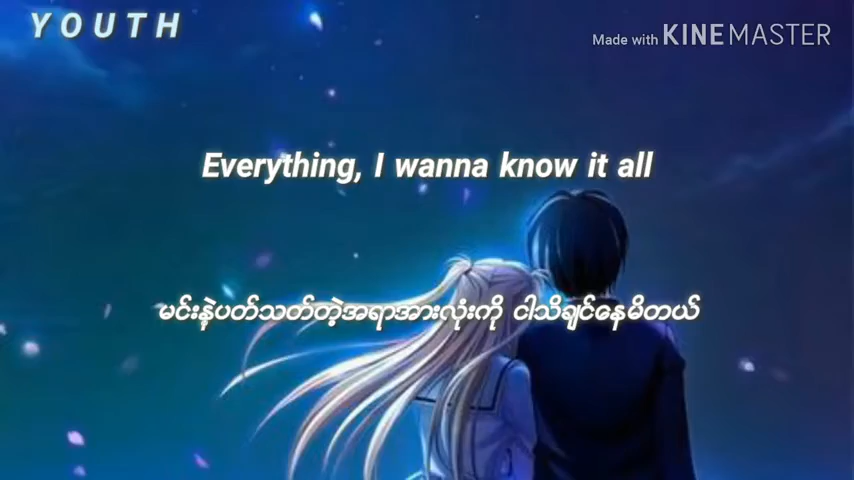 YOUTH
Made with KINEMASTER
Everything, I wanna know it all
မင်းနဲ့ပတ်သတ်တဲ့အရာအားလုံးကို ငါသိချင်နေမိတယ်